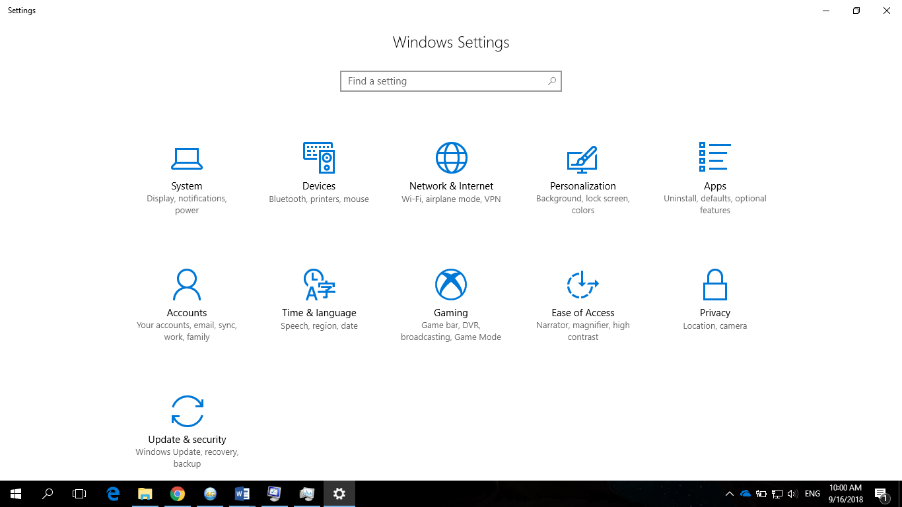 Settings
Windows Settings
Find a setting
System
Display, notifications,
power
Devices
Bluetooth, printers, mouse
Network & Internet
Wi-Fi, airplane mode, VPN
Personalization
Background, lock screen,
colors
Apps
Uninstall, defaults, optional
features
Accounts
Your accounts, email, sync,
work, family
Time & language
Speech, region, date
Gaming
Game bar, DVR,
broadcasting, Game Mode
Ease of Access
Narrator, magnifier, high
contrast
Privacy
Location, camera
Update & security
Windows Update, recovery,
backup
ENG
10:00 AM
9/16/2018
1